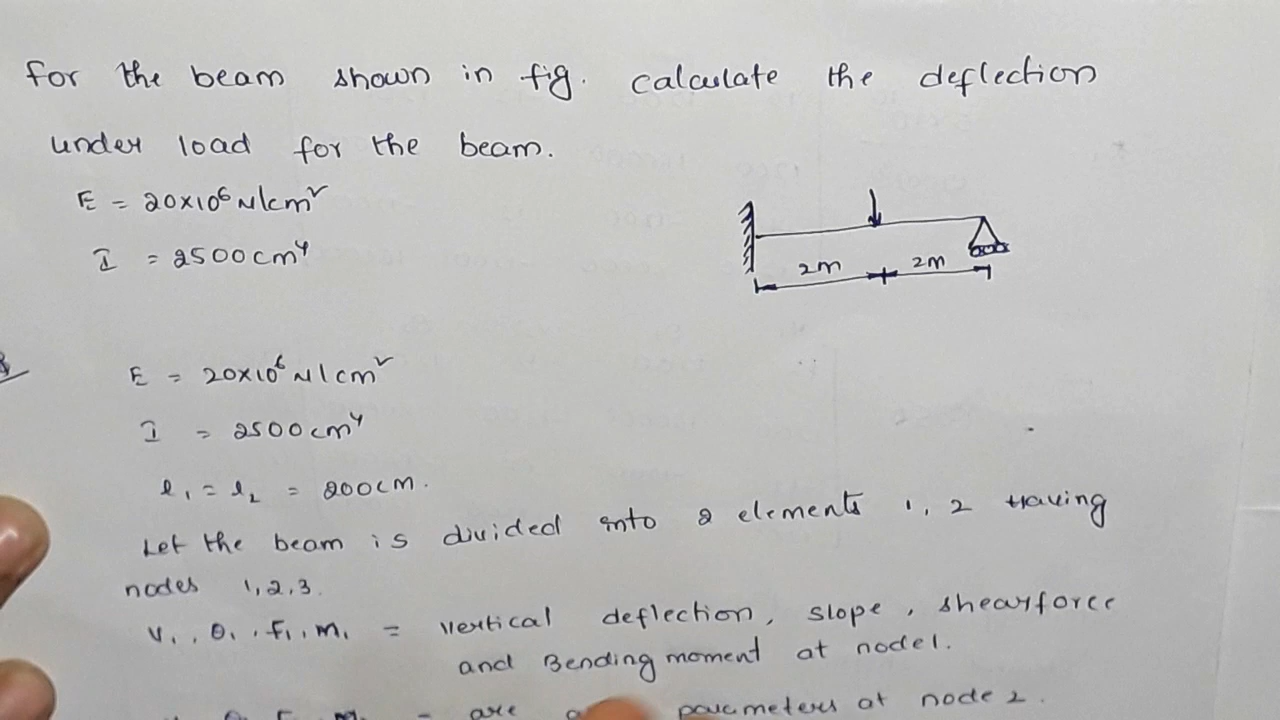 For the beam shown in fig. calculate the deflection
under load for the beam.
E = 20×10⁶ N/cm²
I = 2500 cm⁴
2m 2m
E = 20×10⁶ N/cm²
I = 2500 cm⁴
l₁ = l₂ = 200cm.
Let the beam is divided into 2 elements 1, 2 Having
nodes 1,2,3.
V₁, θ₁, F₁, m₁ = vertical deflection, slope, shearforce
and Bending moment at node1.
= are parameters at node 2.